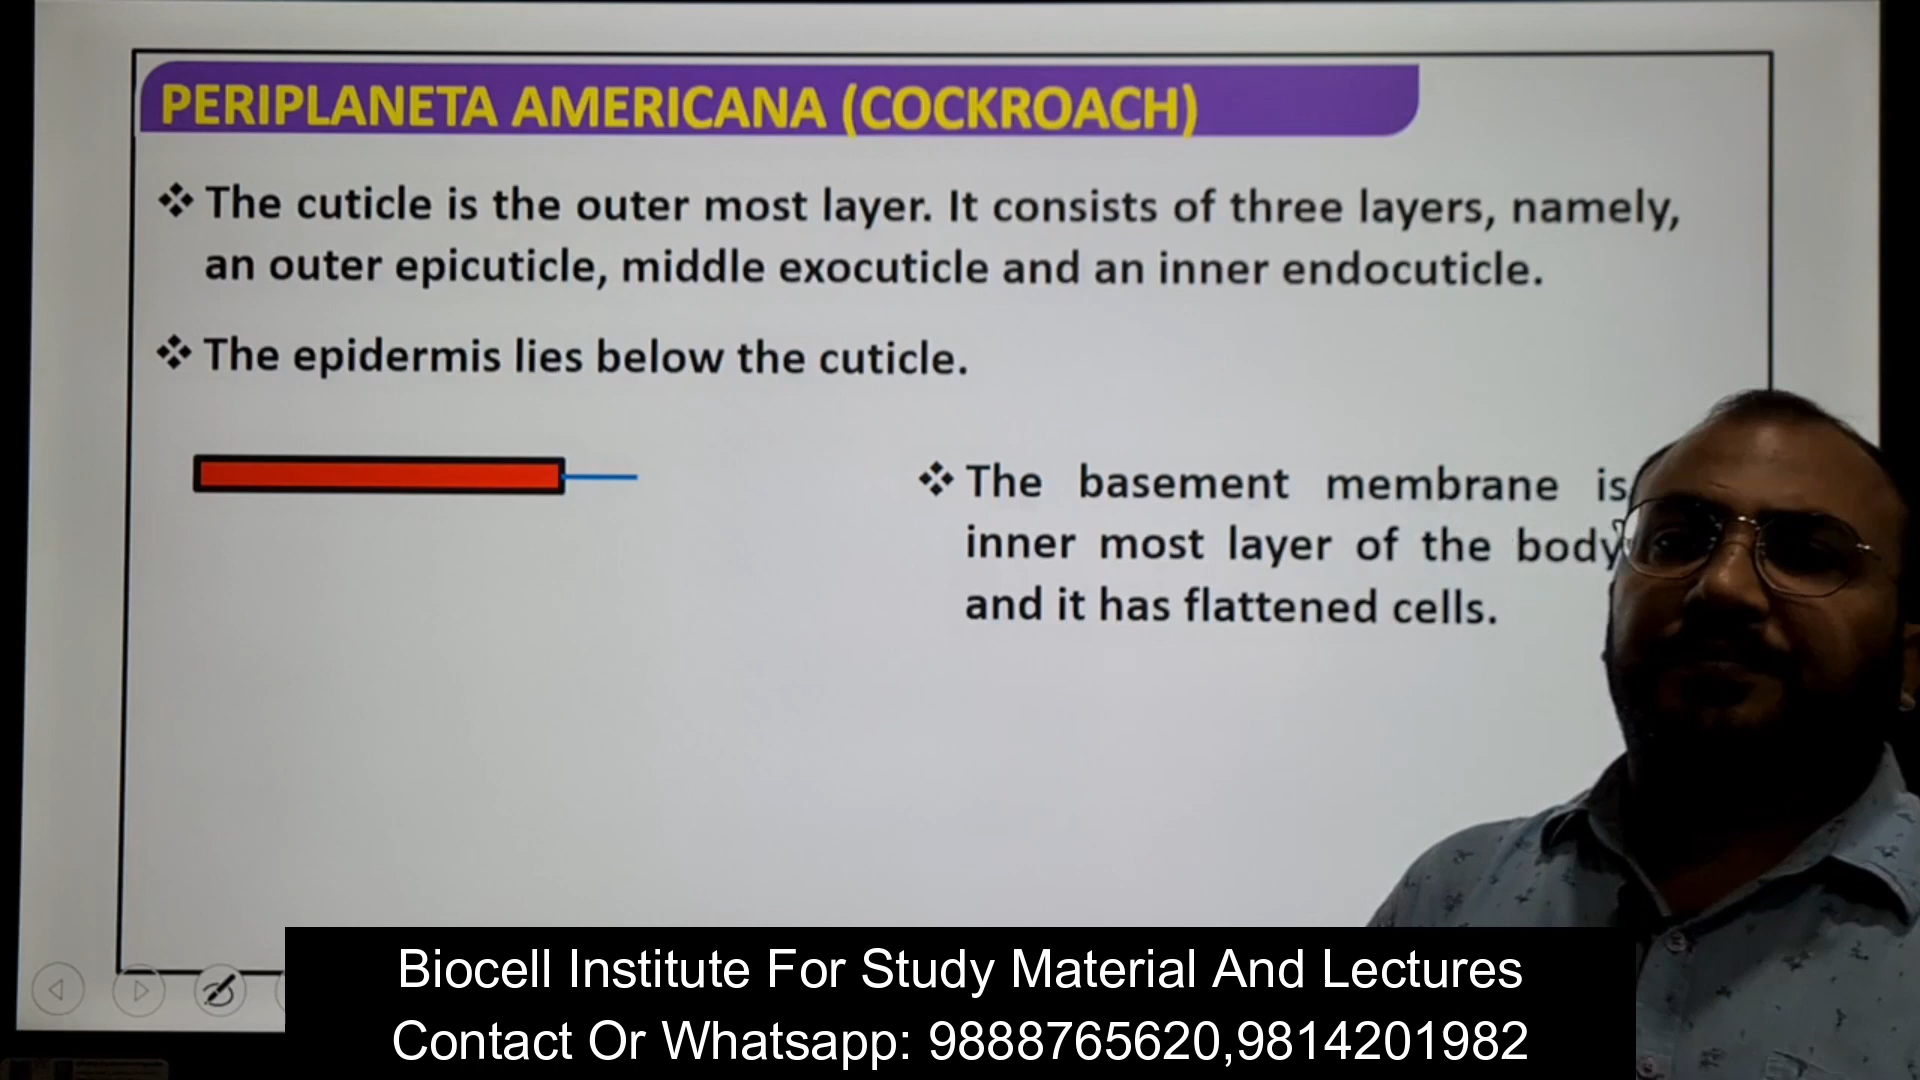 PERIPLANETA AMERICANA (COCKROACH)
❖ The cuticle is the outer most layer. It consists of three layers, namely,
an outer epicuticle, middle exocuticle and an inner endocuticle.
❖ The epidermis lies below the cuticle.
❖ The basement membrane is
inner most layer of the body
and it has flattened cells.
Biocell Institute For Study Material And Lectures
Contact Or Whatsapp: 9888765620,9814201982